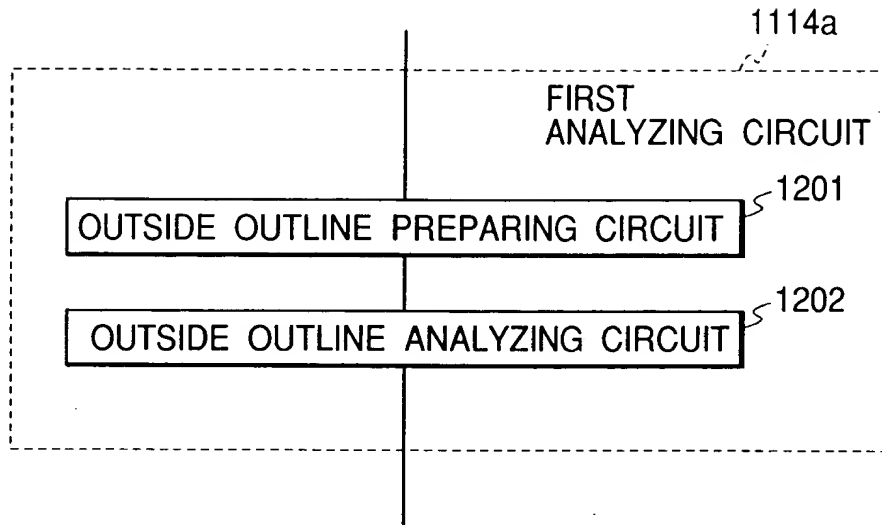 1114a
FIRST
ANALYZING CIRCUIT
1201
OUTSIDE OUTLINE PREPARING CIRCUIT
1202
OUTSIDE OUTLINE ANALYZING CIRCUIT